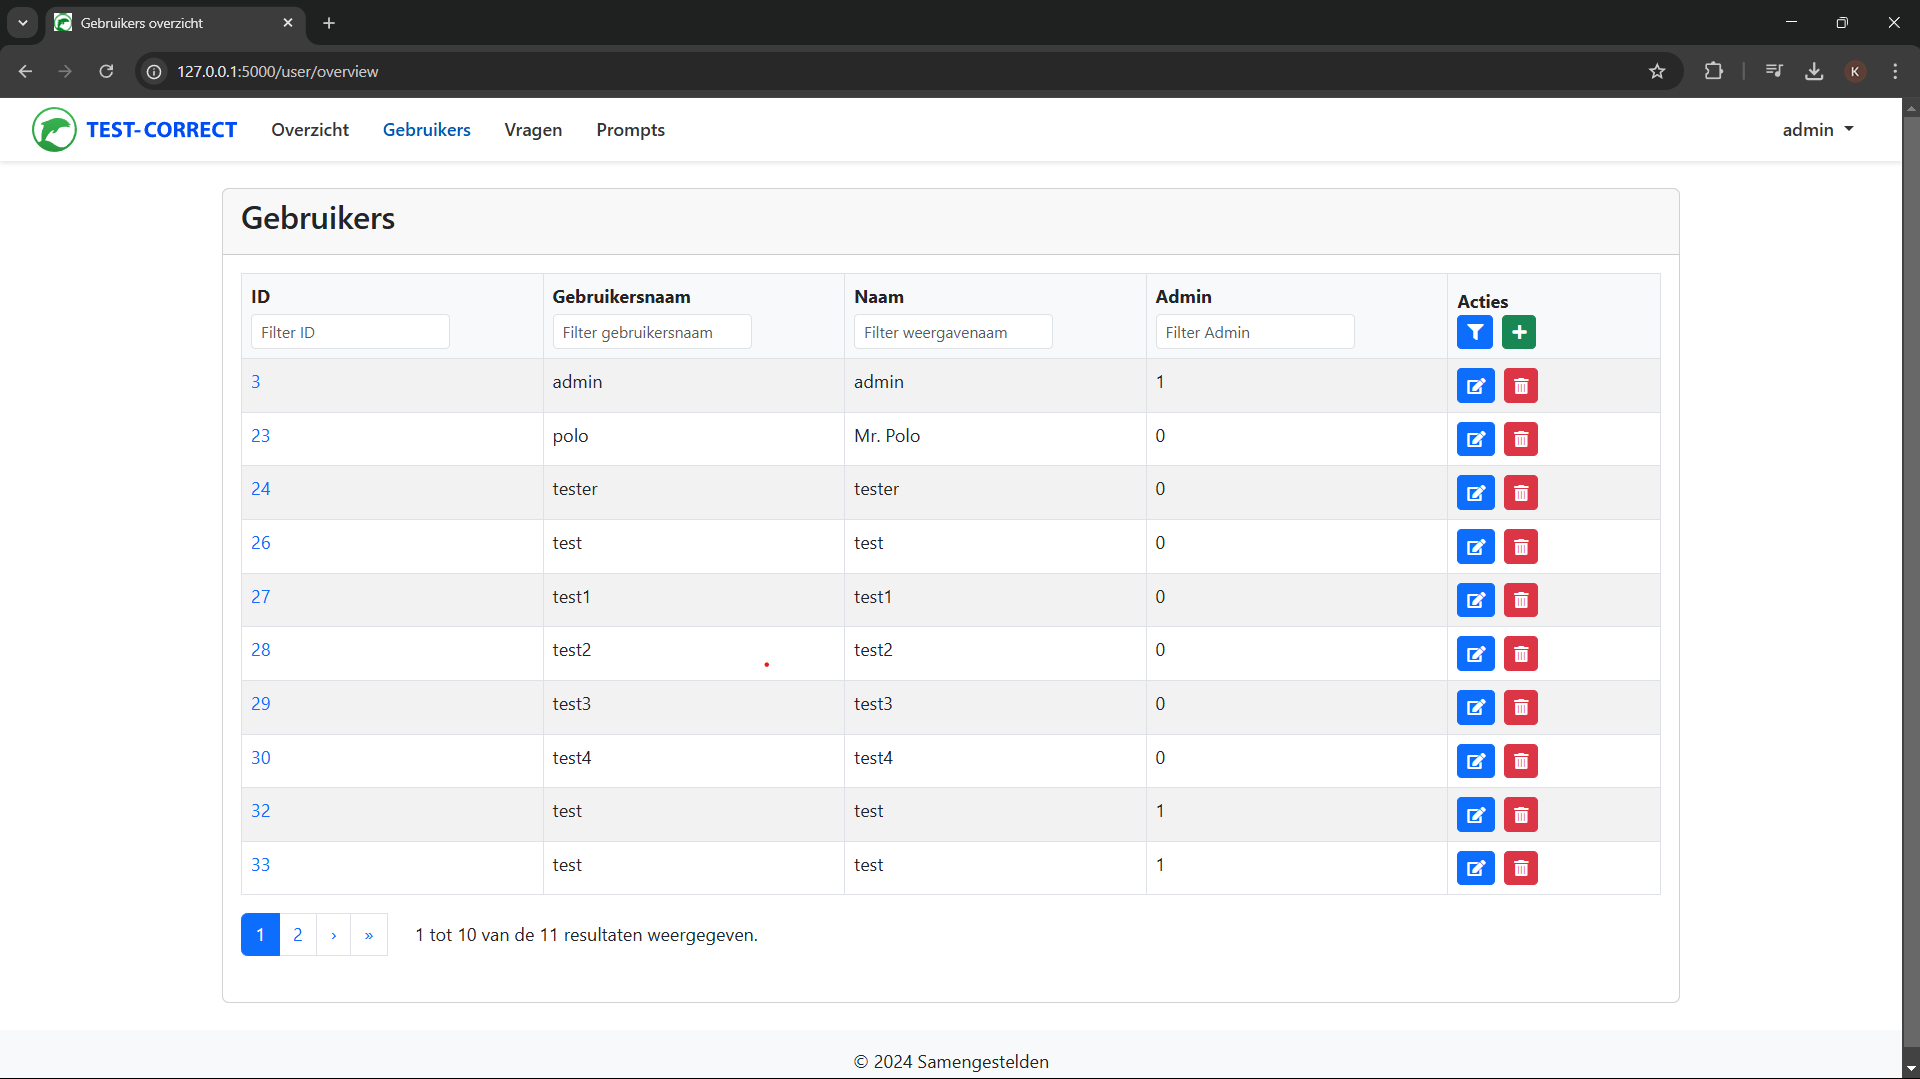 Gebruikers overzicht
127.0.0.1:5000/user/overview
K
TEST-CORRECT Overzicht Gebruikers Vragen Prompts admin
Gebruikers
ID Gebruikersnaam Naam Admin Acties
Filter ID Filter gebruikersnaam Filter weergavenaam Filter Admin
3 admin admin 1
23 polo Mr. Polo 0
24 tester tester 0
26 test test 0
27 test1 test1 0
28 test2 test2 0
29 test3 test3 0
30 test4 test4 0
32 test test 1
33 test test 1
1 2 › » 1 tot 10 van de 11 resultaten weergegeven.
© 2024 Samengestelden